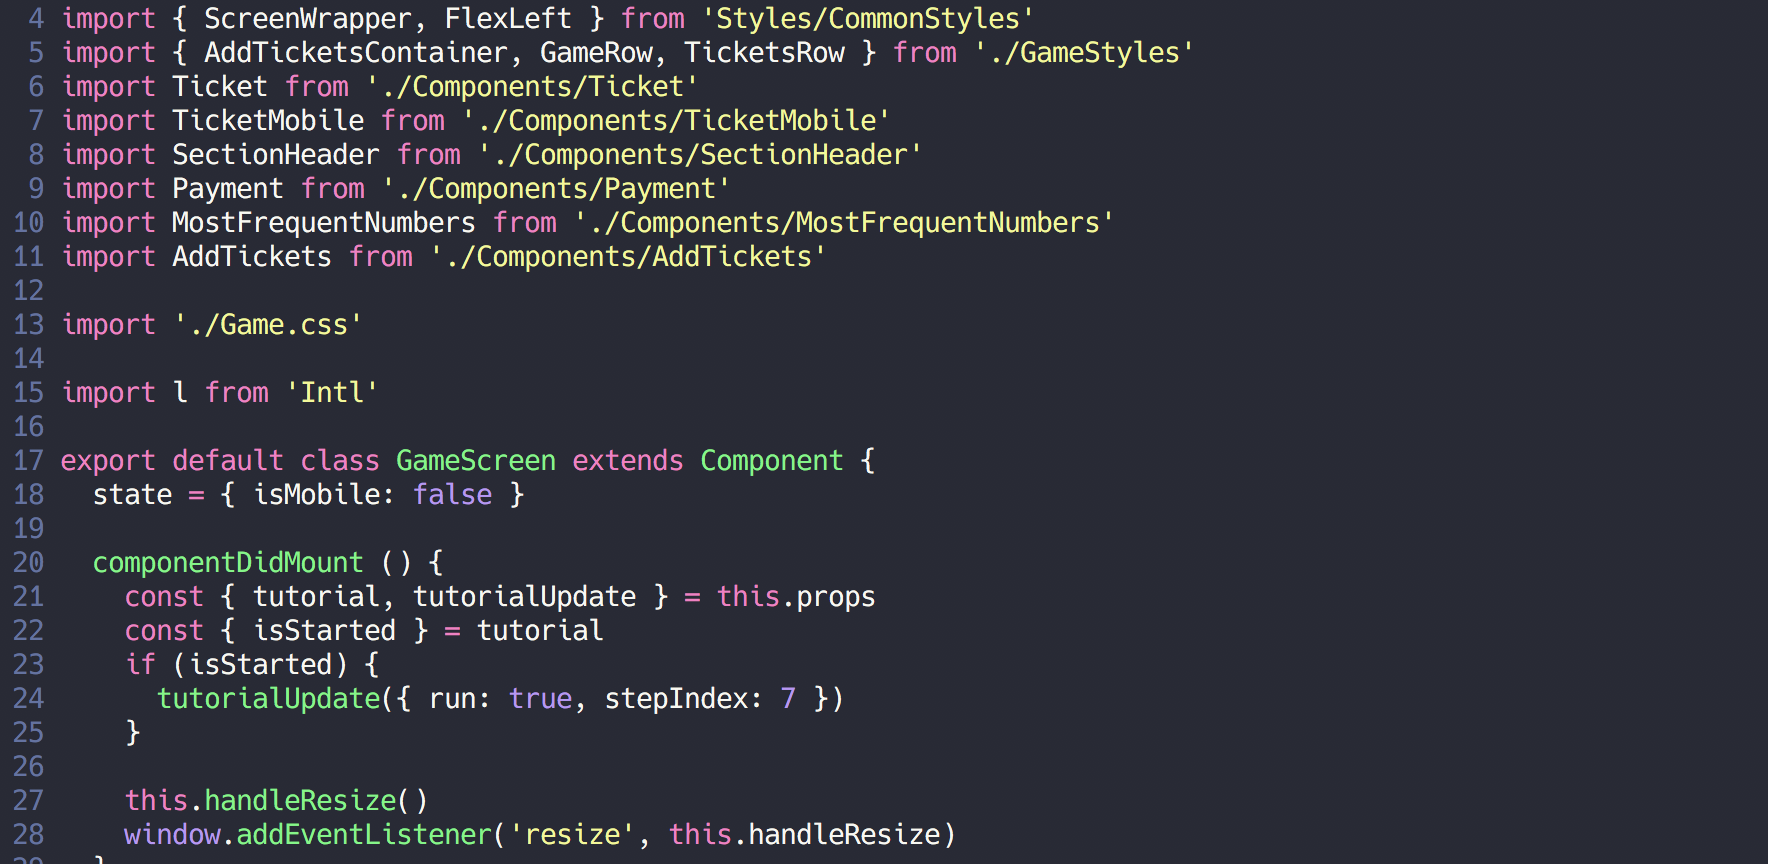 4 import { ScreenWrapper, FlexLeft } from 'Styles/CommonStyles'
5 import { AddTicketsContainer, GameRow, TicketsRow } from './GameStyles'
6 import Ticket from './Components/Ticket'
7 import TicketMobile from './Components/TicketMobile'
8 import SectionHeader from './Components/SectionHeader'
9 import Payment from './Components/Payment'
10 import MostFrequentNumbers from './Components/MostFrequentNumbers'
11 import AddTickets from './Components/AddTickets'
12
13 import './Game.css'
14
15 import l from 'Intl'
16
17 export default class GameScreen extends Component {
18   state = { isMobile: false }
19
20   componentDidMount () {
21     const { tutorial, tutorialUpdate } = this.props
22     const { isStarted } = tutorial
23     if (isStarted) {
24       tutorialUpdate({ run: true, stepIndex: 7 })
25     }
26
27     this.handleResize()
28     window.addEventListener('resize', this.handleResize)